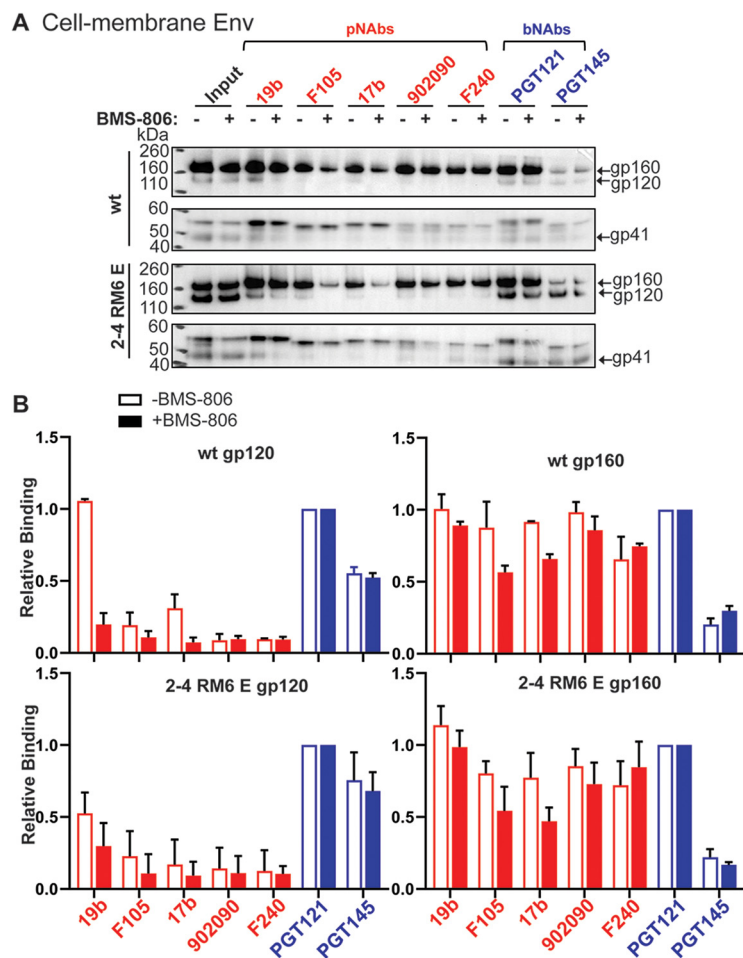 A Cell-membrane Env
pNAbs bNAbs
Input 19b F105 17b 902090 F240 PGT121 PGT145
BMS-806: - + - + - + - + - + - + - + - +
kDa
wt
260
160
110
gp160
gp120
60
50
40
gp41
2-4 RM6 E
260
160
110
gp160
gp120
60
50
40
gp41
B
-BMS-806
+BMS-806
Relative Binding
1.5
1.0
0.5
0.0
wt gp120
1.5
1.0
0.5
0.0
wt gp160
Relative Binding
1.5
1.0
0.5
0.0
2-4 RM6 E gp120
19b F105 17b 902090 F240 PGT121 PGT145
1.5
1.0
0.5
0.0
2-4 RM6 E gp160
19b F105 17b 902090 F240 PGT121 PGT145